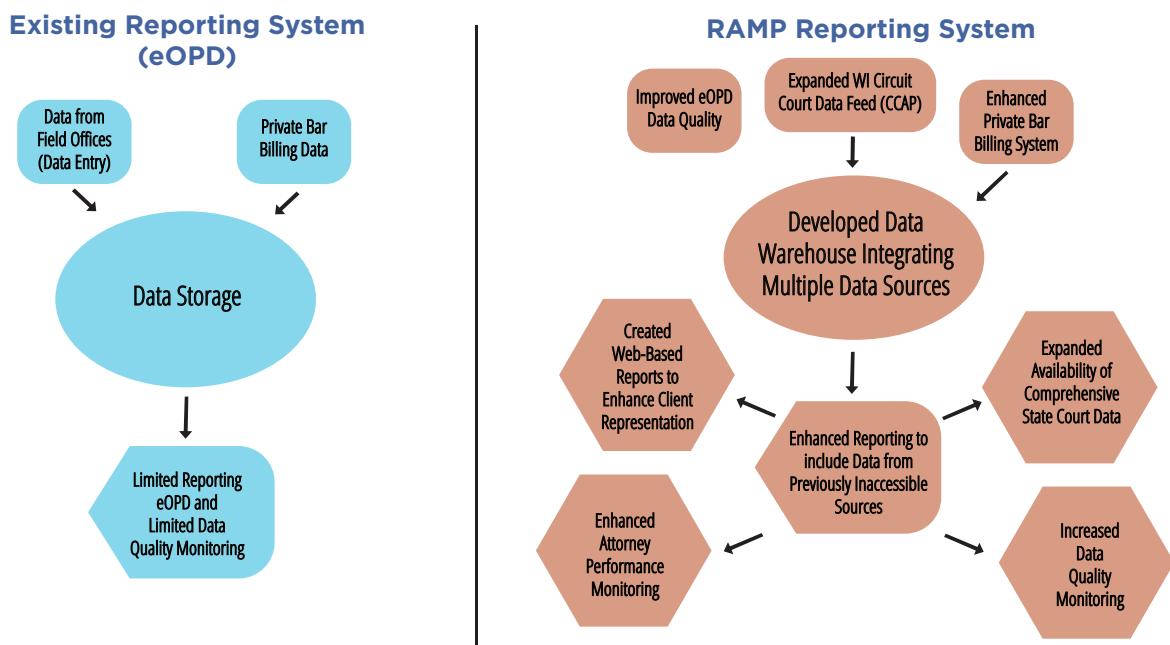 Existing Reporting System
(eOPD)
Data from
Field Offices
(Data Entry)
Private Bar
Billing Data
Data Storage
Limited Reporting
eOPD and
Limited Data
Quality Monitoring
RAMP Reporting System
Improved eOPD
Data Quality
Expanded WI Circuit
Court Data Feed (CCAP)
Enhanced
Private Bar
Billing System
Developed Data
Warehouse Integrating
Multiple Data Sources
Created
Web-Based
Reports to
Enhance Client
Representation
Expanded
Availability of
Comprehensive
State Court Data
Enhanced Reporting to
include Data from
Previously Inaccessible
Sources
Enhanced
Attorney
Performance
Monitoring
Increased
Data
Quality
Monitoring